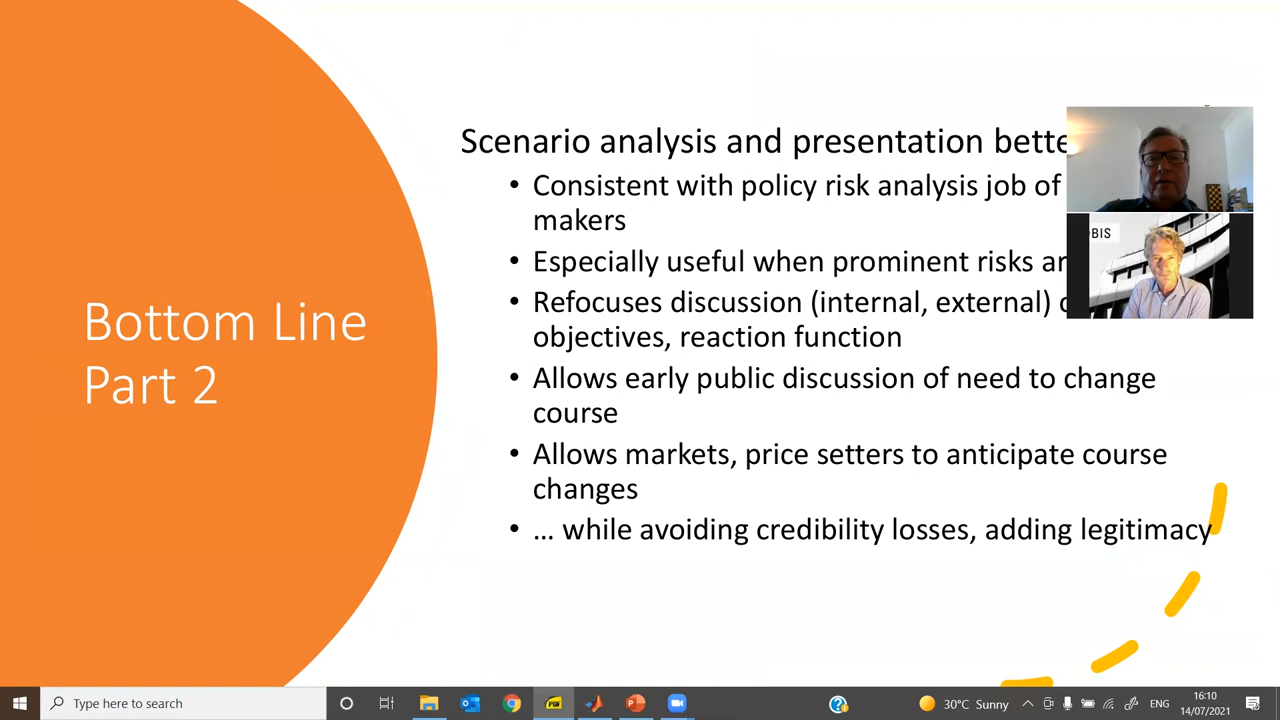 Scenario analysis and presentation
• Consistent with policy risk analysis job of
makers
BIS
• Especially useful when prominent risks
• Refocuses discussion (internal, external)
objectives, reaction function
Bottom Line
Part 2
• Allows early public discussion of need to change
course
• Allows markets, price setters to anticipate course
changes
• ... while avoiding credibility losses, adding legitimacy
Type here to search
30°C Sunny
ENG
16:10
14/07/2021